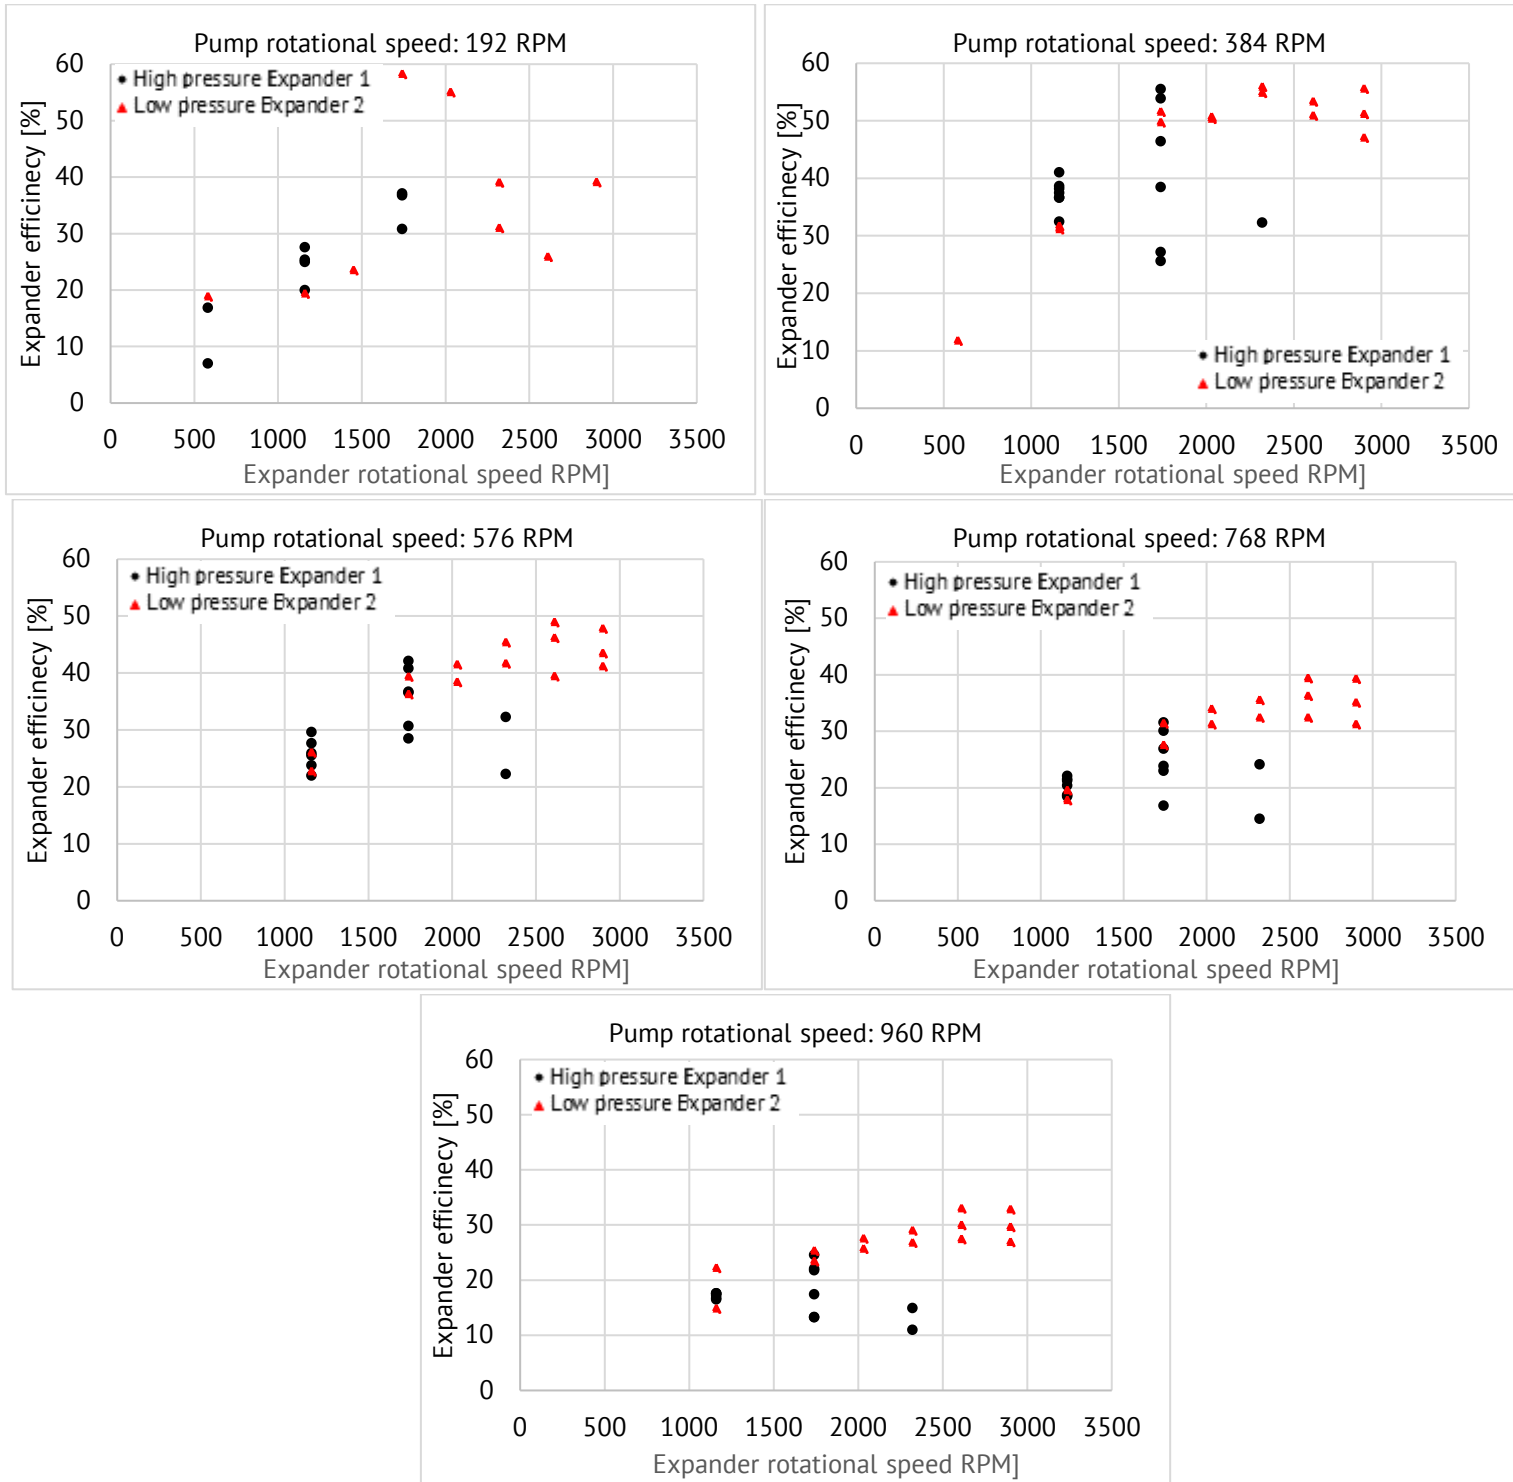 Pump rotational speed: 192 RPM
High pressure Expander 1
Low pressure Expander 2
Expander efficinecy [%]
60
50
40
30
20
10
0
0 500 1000 1500 2000 2500 3000 3500
Expander rotational speed RPM]
Pump rotational speed: 384 RPM
Expander efficinecy [%]
60
50
40
30
20
10
0
High pressure Expander 1
Low pressure Expander 2
0 500 1000 1500 2000 2500 3000 3500
Expander rotational speed RPM]
Pump rotational speed: 576 RPM
High pressure Expander 1
Low pressure Expander 2
Expander efficinecy [%]
60
50
40
30
20
10
0
0 500 1000 1500 2000 2500 3000 3500
Expander rotational speed RPM]
Pump rotational speed: 768 RPM
High pressure Expander 1
Low pressure Expander 2
Expander efficinecy [%]
60
50
40
30
20
10
0
0 500 1000 1500 2000 2500 3000 3500
Expander rotational speed RPM]
Pump rotational speed: 960 RPM
High pressure Expander 1
Low pressure Expander 2
Expander efficinecy [%]
60
50
40
30
20
10
0
0 500 1000 1500 2000 2500 3000 3500
Expander rotational speed RPM]